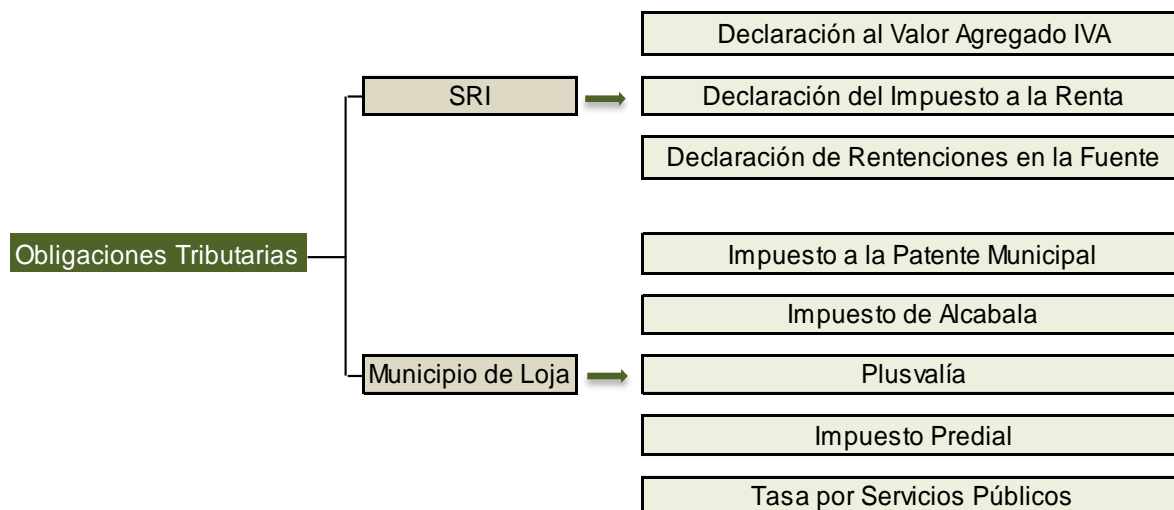 Declaración al Valor Agregado IVA
SRI
Declaración del Impuesto a la Renta
Declaración de Rentenciones en la Fuente
Obligaciones Tributarias
Impuesto a la Patente Municipal
Impuesto de Alcabala
Municipio de Loja
Plusvalía
Impuesto Predial
Tasa por Servicios Públicos